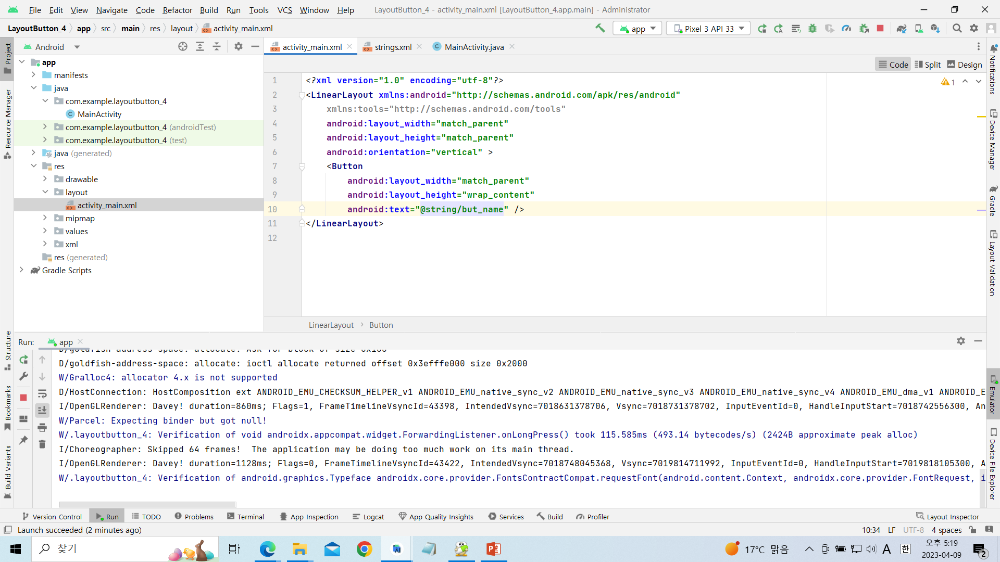 File Edit View Navigate Code Refactor Build Run Tools VCS Window Help LayoutButton_4 - activity_main.xml [LayoutButton_4.app.main] - Administrator
LayoutButton_4 app src main res layout activity_main.xml app Pixel 3 API 33
Project
Resource Manager
Structure
Bookmarks
Build Variants
Android
app
manifests
java
com.example.layoutbutton_4
MainActivity
com.example.layoutbutton_4 (androidTest)
com.example.layoutbutton_4 (test)
java (generated)
res
drawable
layout
activity_main.xml
mipmap
values
xml
res (generated)
Gradle Scripts
activity_main.xml strings.xml MainActivity.java
Code Split Design
1
1 <?xml version="1.0" encoding="utf-8"?>
2 <LinearLayout xmlns:android="http://schemas.android.com/apk/res/android"
3 xmlns:tools="http://schemas.android.com/tools"
4 android:layout_width="match_parent"
5 android:layout_height="match_parent"
6 android:orientation="vertical" >
7 <Button
8 android:layout_width="match_parent"
9 android:layout_height="wrap_content"
10 android:text="@string/but_name" />
11 </LinearLayout>
12
LinearLayout › Button
Notifications
Device Manager
Gradle
Layout Validation
Emulator
Device File Explorer
Run: app
D/goldfish-address-space: allocate: Ask for block of size 0x100
D/goldfish-address-space: allocate: ioctl allocate returned offset 0x3efffe000 size 0x2000
W/Gralloc4: allocator 4.x is not supported
D/HostConnection: HostComposition ext ANDROID_EMU_CHECKSUM_HELPER_v1 ANDROID_EMU_native_sync_v2 ANDROID_EMU_native_sync_v3 ANDROID_EMU_native_sync_v4 ANDROID_EMU_dma_v1 ANDROID_E
I/OpenGLRenderer: Davey! duration=860ms; Flags=1, FrameTimelineVsyncId=43398, IntendedVsync=7018631378706, Vsync=7018731378702, InputEventId=0, HandleInputStart=7018742556300, An
W/Parcel: Expecting binder but got null!
W/.layoutbutton_4: Verification of void androidx.appcompat.widget.ForwardingListener.onLongPress() took 115.585ms (493.14 bytecodes/s) (2424B approximate peak alloc)
I/Choreographer: Skipped 64 frames!  The application may be doing too much work on its main thread.
I/OpenGLRenderer: Davey! duration=1128ms; Flags=0, FrameTimelineVsyncId=43422, IntendedVsync=7018748045368, Vsync=7019814711992, InputEventId=0, HandleInputStart=7019818105300, A
W/.layoutbutton_4: Verification of android.graphics.Typeface androidx.core.provider.FontsContractCompat.requestFont(android.content.Context, androidx.core.provider.FontRequest, i
Version Control Run TODO Problems Terminal App Inspection Logcat App Quality Insights Services Build Profiler Layout Inspector
Launch succeeded (2 minutes ago) 10:34 LF UTF-8 4 spaces
찾기 17°C 맑음 A 한 오후 5:19
2023-04-09 2